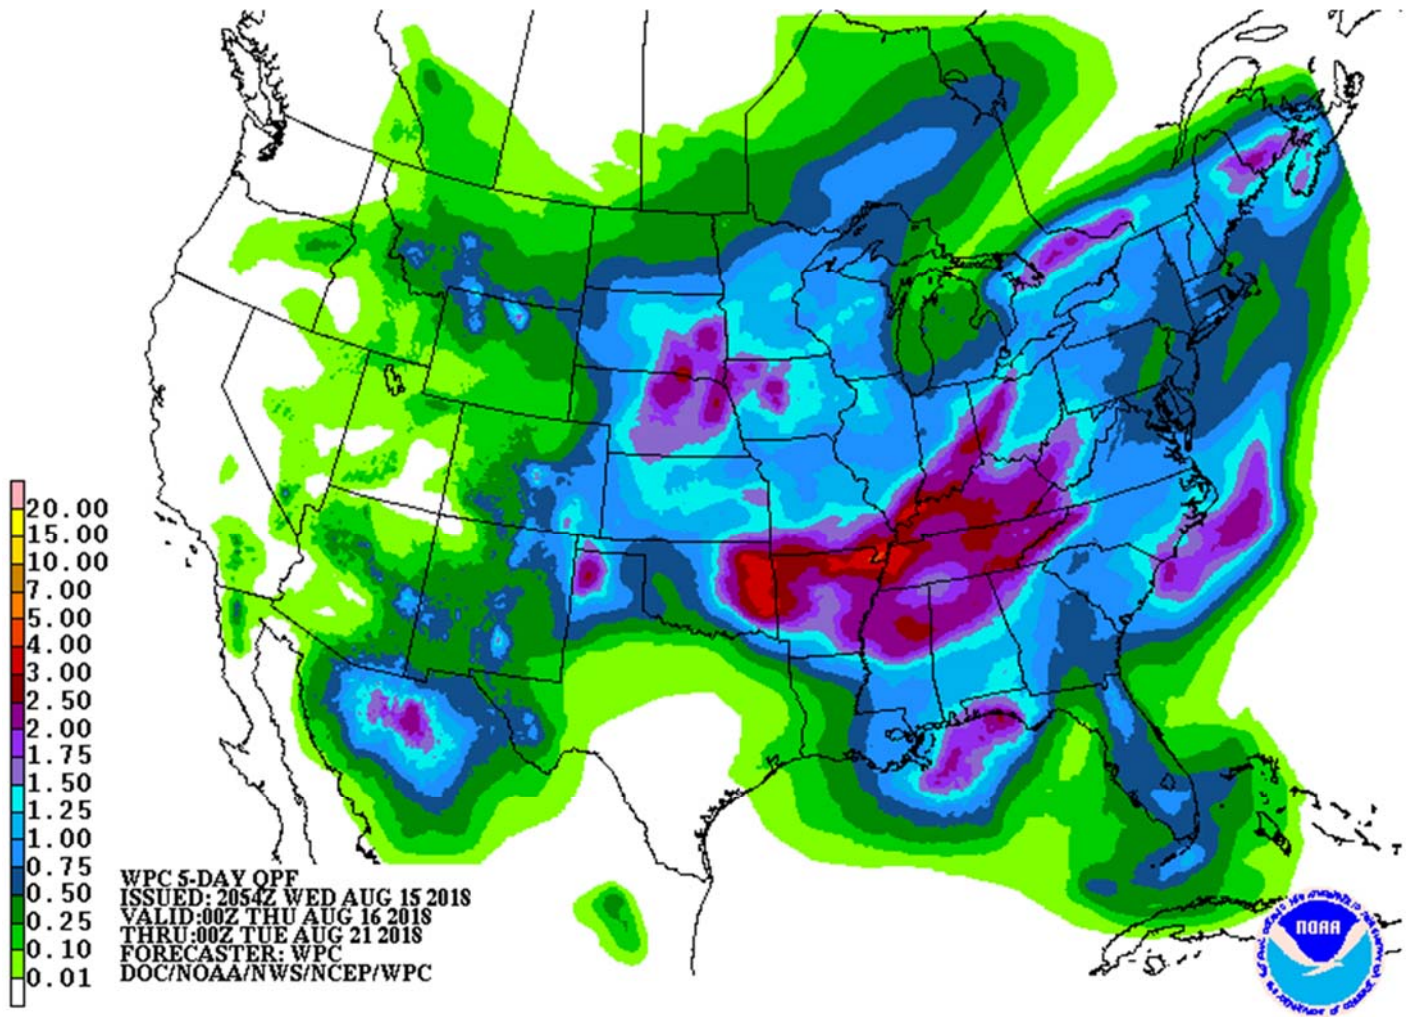 20.00
15.00
10.00
7.00
5.00
4.00
3.00
2.50
2.00
1.75
1.50
1.25
1.00
0.75
0.50
0.25
0.10
0.01
WPC 5-DAY QPF
ISSUED: 2054Z WED AUG 15 2018
VALID:00Z THU AUG 16 2018
THRU:00Z TUE AUG 21 2018
FORECASTER: WPC
DOC/NOAA/NWS/NCEP/WPC
NOAA